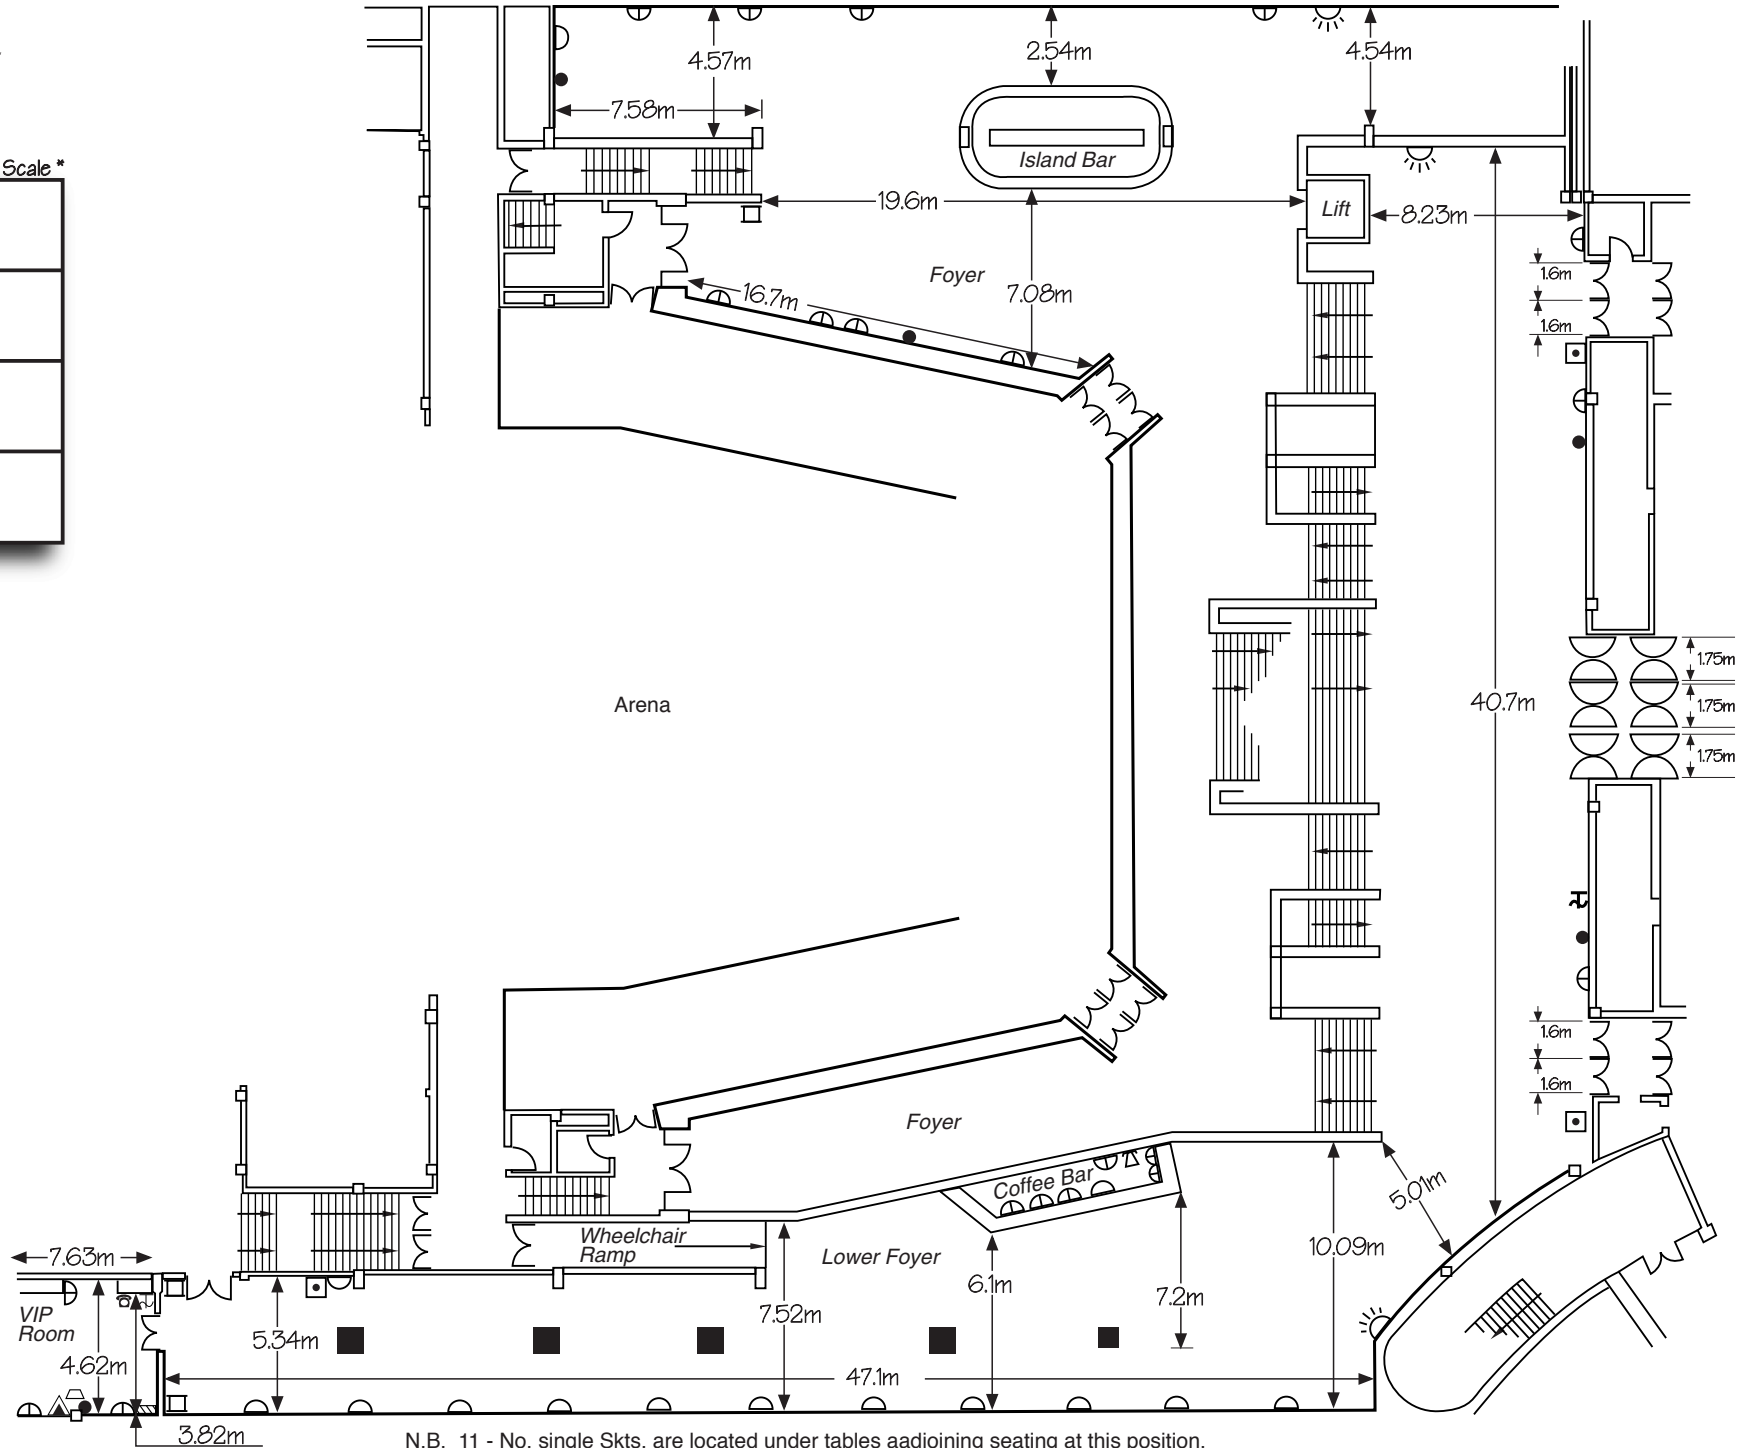 4.57m
2.54m
4.54m
7.58m
Scale *
Island Bar
19.6m
Lift
8.23m
Foyer
1.6m
16.7m
7.08m
1.6m
1.75m
Arena
40.7m
1.75m
1.75m
1.6m
1.6m
Foyer
Coffee Bar
5.01m
Wheelchair
Ramp
7.63m
Lower Foyer
10.09m
6.1m
7.2m
VIP
Room
7.52m
5.34m
4.62m
47.1m
3.82m
N.B. 11 - No. single Skts. are located under tables aadjoining seating at this position.